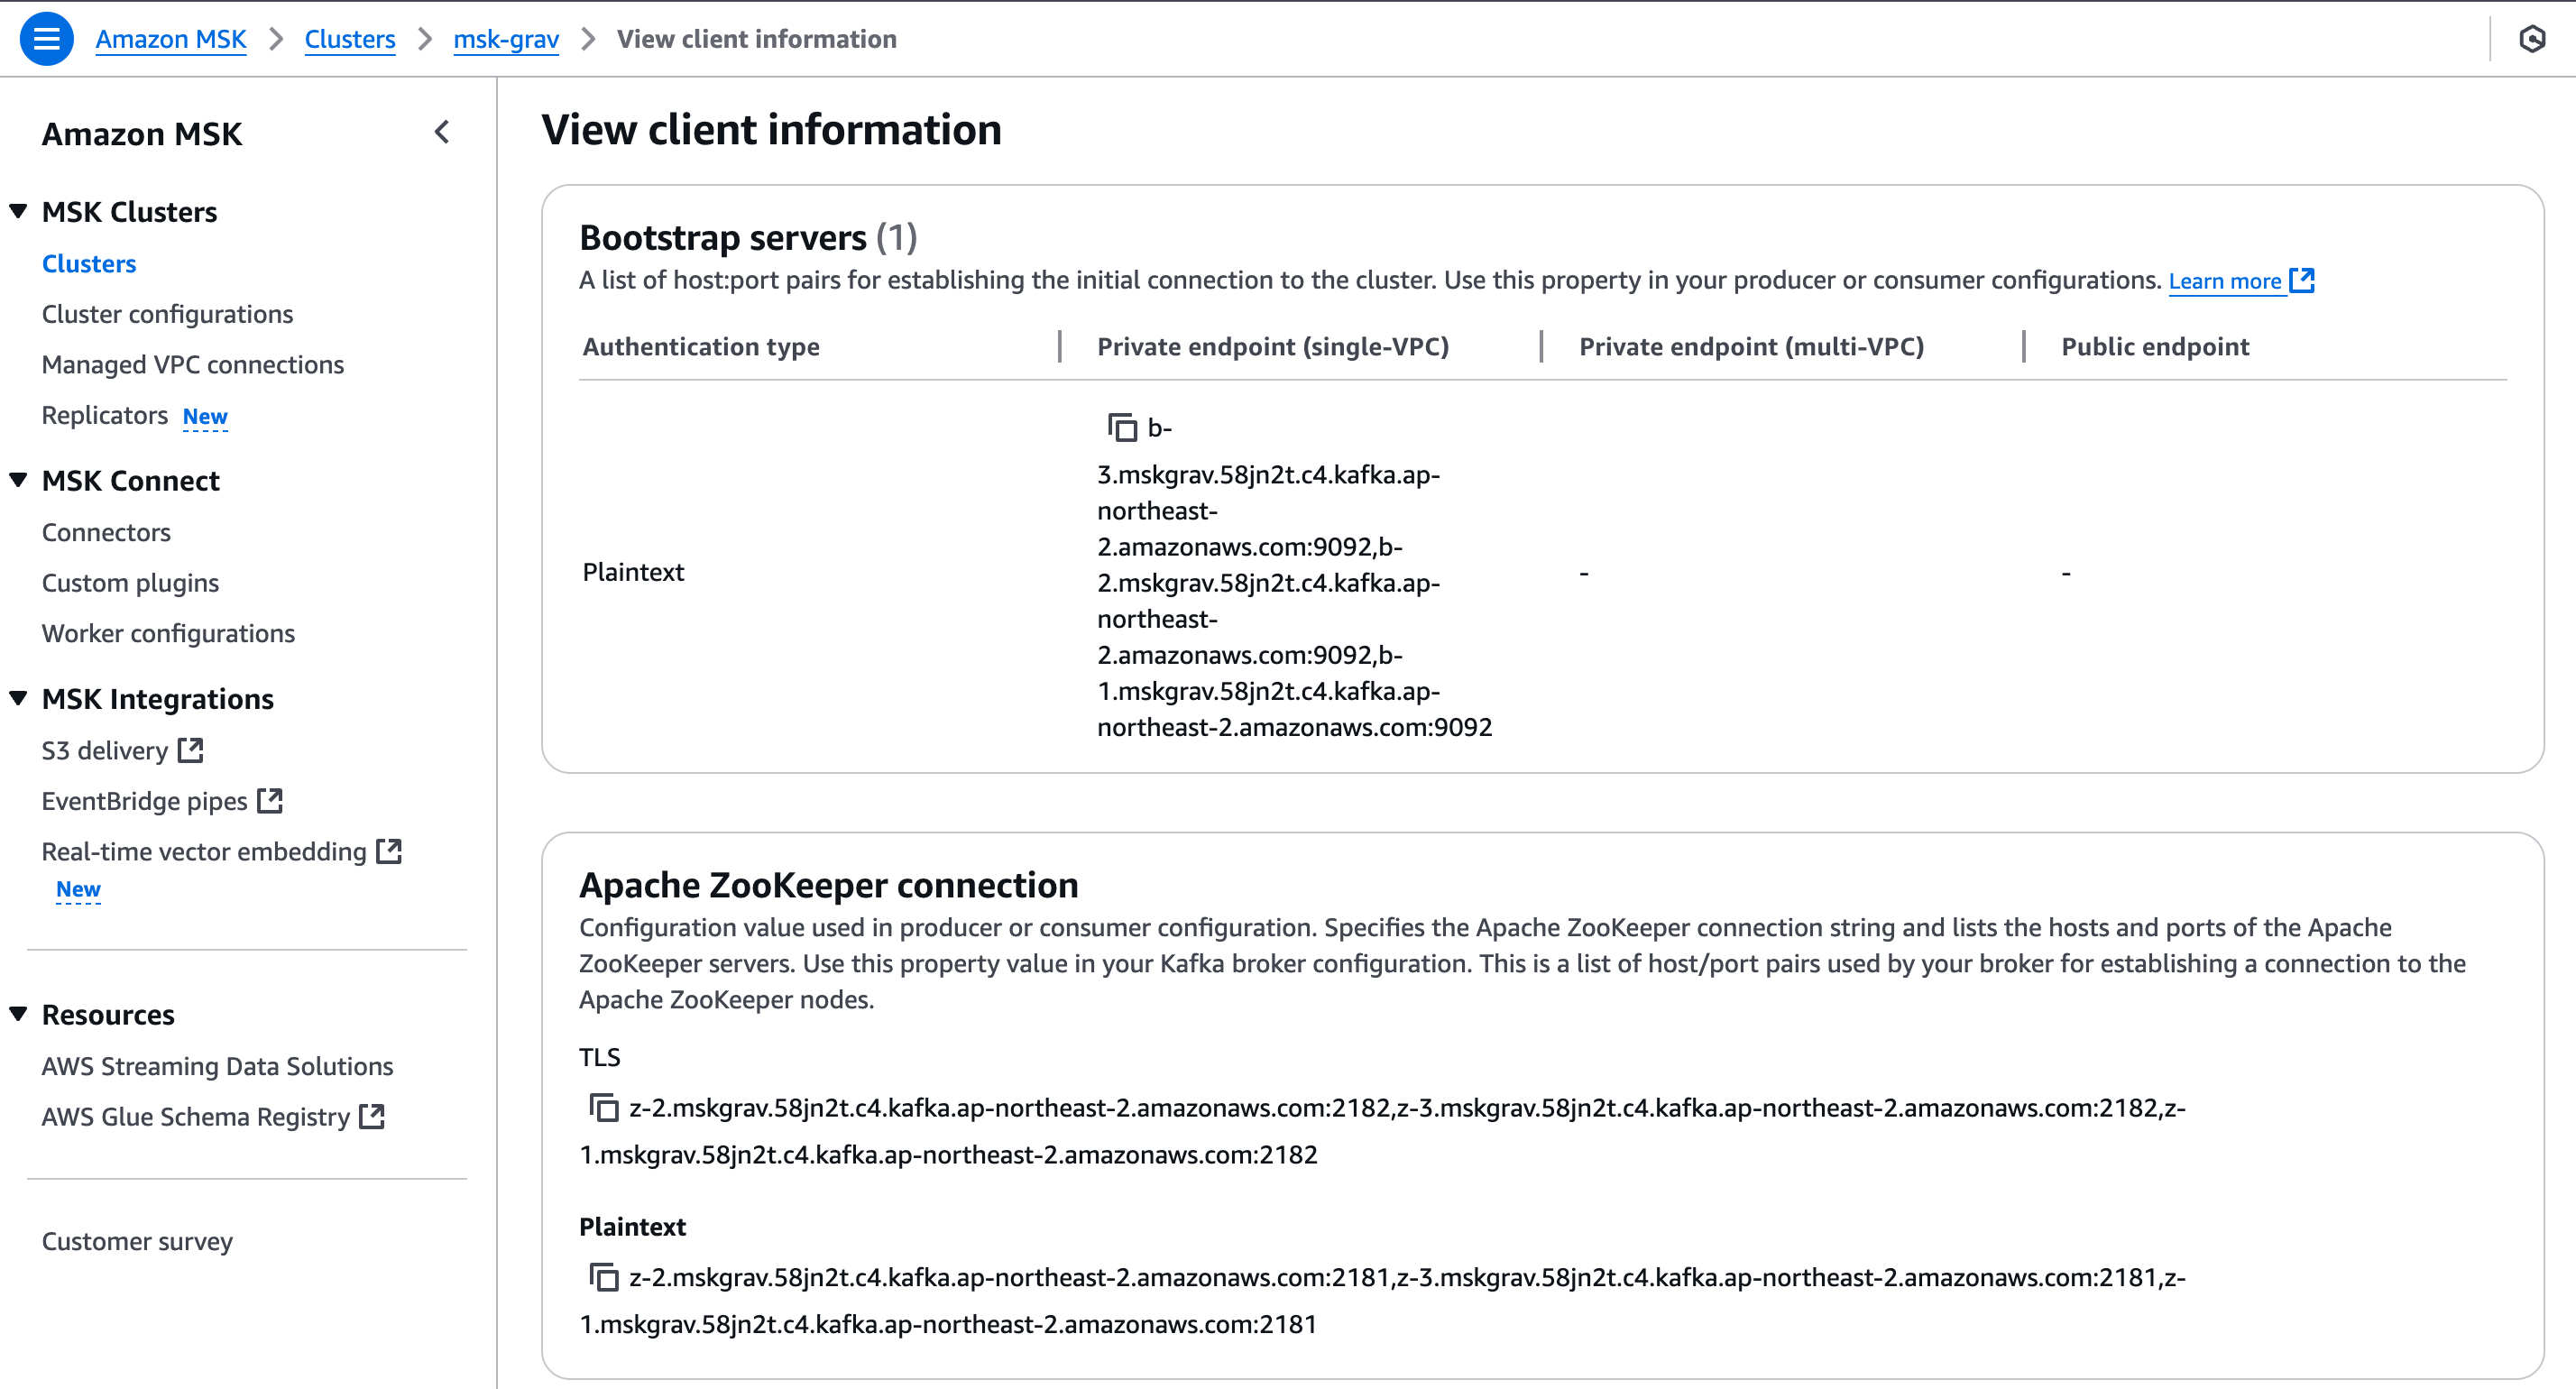 Amazon MSK > Clusters > msk-grav > View client information
Amazon MSK
MSK Clusters
Clusters
Cluster configurations
Managed VPC connections
Replicators New
MSK Connect
Connectors
Custom plugins
Worker configurations
MSK Integrations
S3 delivery
EventBridge pipes
Real-time vector embedding
New
Resources
AWS Streaming Data Solutions
AWS Glue Schema Registry
Customer survey
View client information
Bootstrap servers (1)
A list of host:port pairs for establishing the initial connection to the cluster. Use this property in your producer or consumer configurations. Learn more
Authentication type | Private endpoint (single-VPC) | Private endpoint (multi-VPC) | Public endpoint
b-
3.mskgrav.58jn2t.c4.kafka.ap-
northeast-
2.amazonaws.com:9092,b-
Plaintext - -
2.mskgrav.58jn2t.c4.kafka.ap-
northeast-
2.amazonaws.com:9092,b-
1.mskgrav.58jn2t.c4.kafka.ap-
northeast-2.amazonaws.com:9092
Apache ZooKeeper connection
Configuration value used in producer or consumer configuration. Specifies the Apache ZooKeeper connection string and lists the hosts and ports of the Apache
ZooKeeper servers. Use this property value in your Kafka broker configuration. This is a list of host/port pairs used by your broker for establishing a connection to the
Apache ZooKeeper nodes.
TLS
z-2.mskgrav.58jn2t.c4.kafka.ap-northeast-2.amazonaws.com:2182,z-3.mskgrav.58jn2t.c4.kafka.ap-northeast-2.amazonaws.com:2182,z-
1.mskgrav.58jn2t.c4.kafka.ap-northeast-2.amazonaws.com:2182
Plaintext
z-2.mskgrav.58jn2t.c4.kafka.ap-northeast-2.amazonaws.com:2181,z-3.mskgrav.58jn2t.c4.kafka.ap-northeast-2.amazonaws.com:2181,z-
1.mskgrav.58jn2t.c4.kafka.ap-northeast-2.amazonaws.com:2181